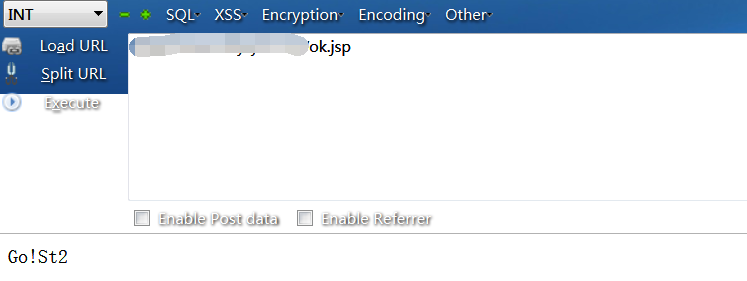 INT SQL XSS Encryption Encoding Other
Load URL /ok.jsp
Split URL
Execute
Enable Post data Enable Referrer
Go!St2